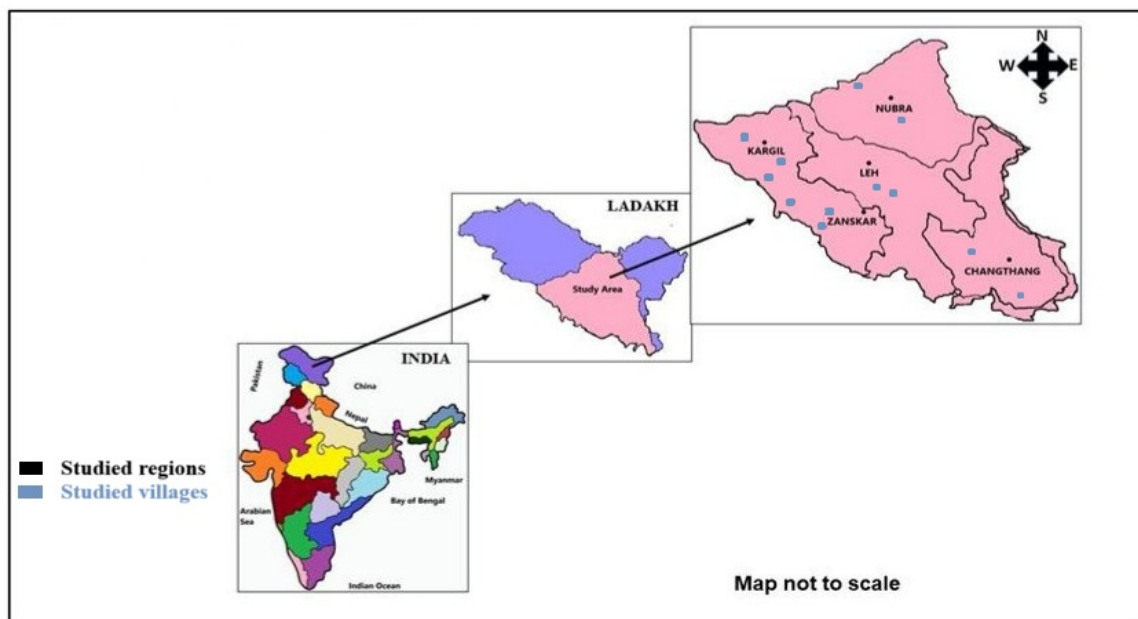 N
W E
S
NUBRA
KARGIL
LEH
ZANSKAR
CHANGTHANG
LADAKH
Study Area
INDIA
Pakistan
China
Nepal
Myanmar
Bay of Bengal
Arabian
Sea
Indian Ocean
Studied regions
Studied villages
Map not to scale